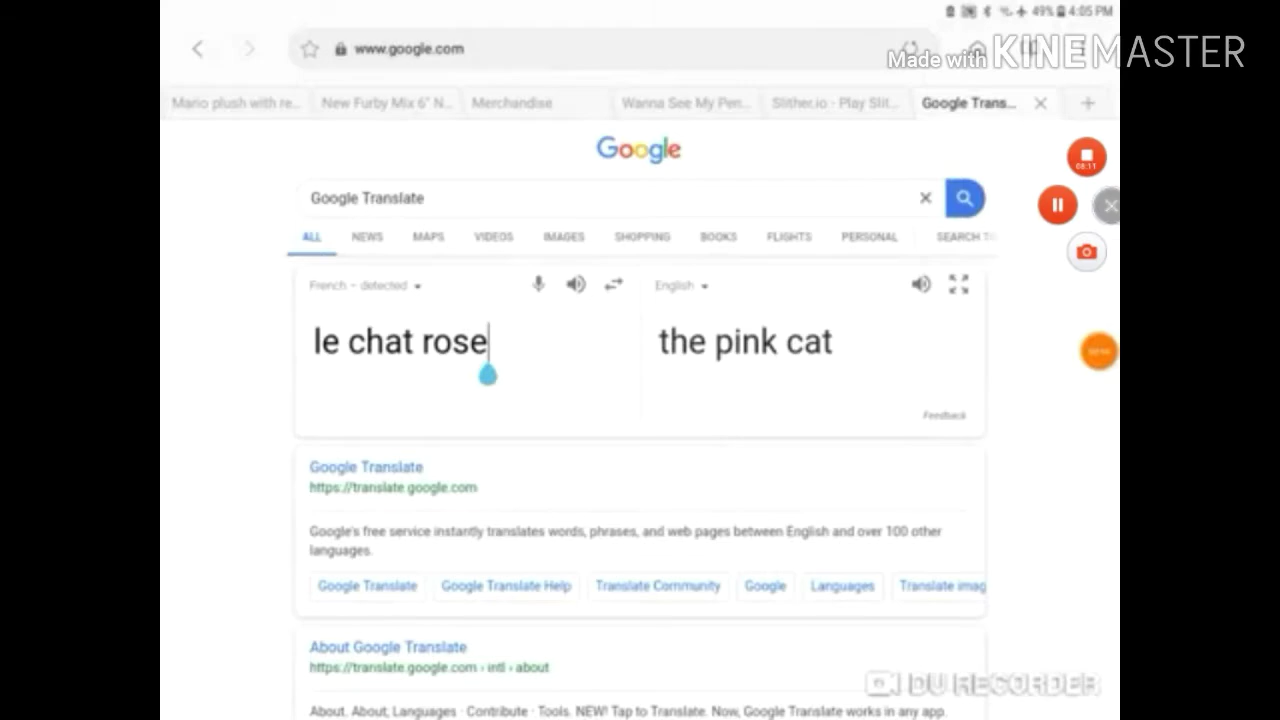 49% 4:05 PM
www.google.com
Made with KINEMASTER
Mario plush with re... New Furby Mix 6" N... Merchandise Wanna See My Pen... Slither.io - Play Slit... Google Trans...
Google
Google Translate
ALL NEWS MAPS VIDEOS IMAGES SHOPPING BOOKS FLIGHTS PERSONAL SEARCH
French – detected English
le chat rose the pink cat
Feedback
Google Translate
https://translate.google.com
Google's free service instantly translates words, phrases, and web pages between English and over 100 other
languages.
Google Translate Google Translate Help Translate Community Google Languages Translate imag
About Google Translate
https://translate.google.com › intl › about
DU RECORDER
About. About, Languages · Contribute · Tools. NEW! Tap to Translate. Now, Google Translate works in any app.